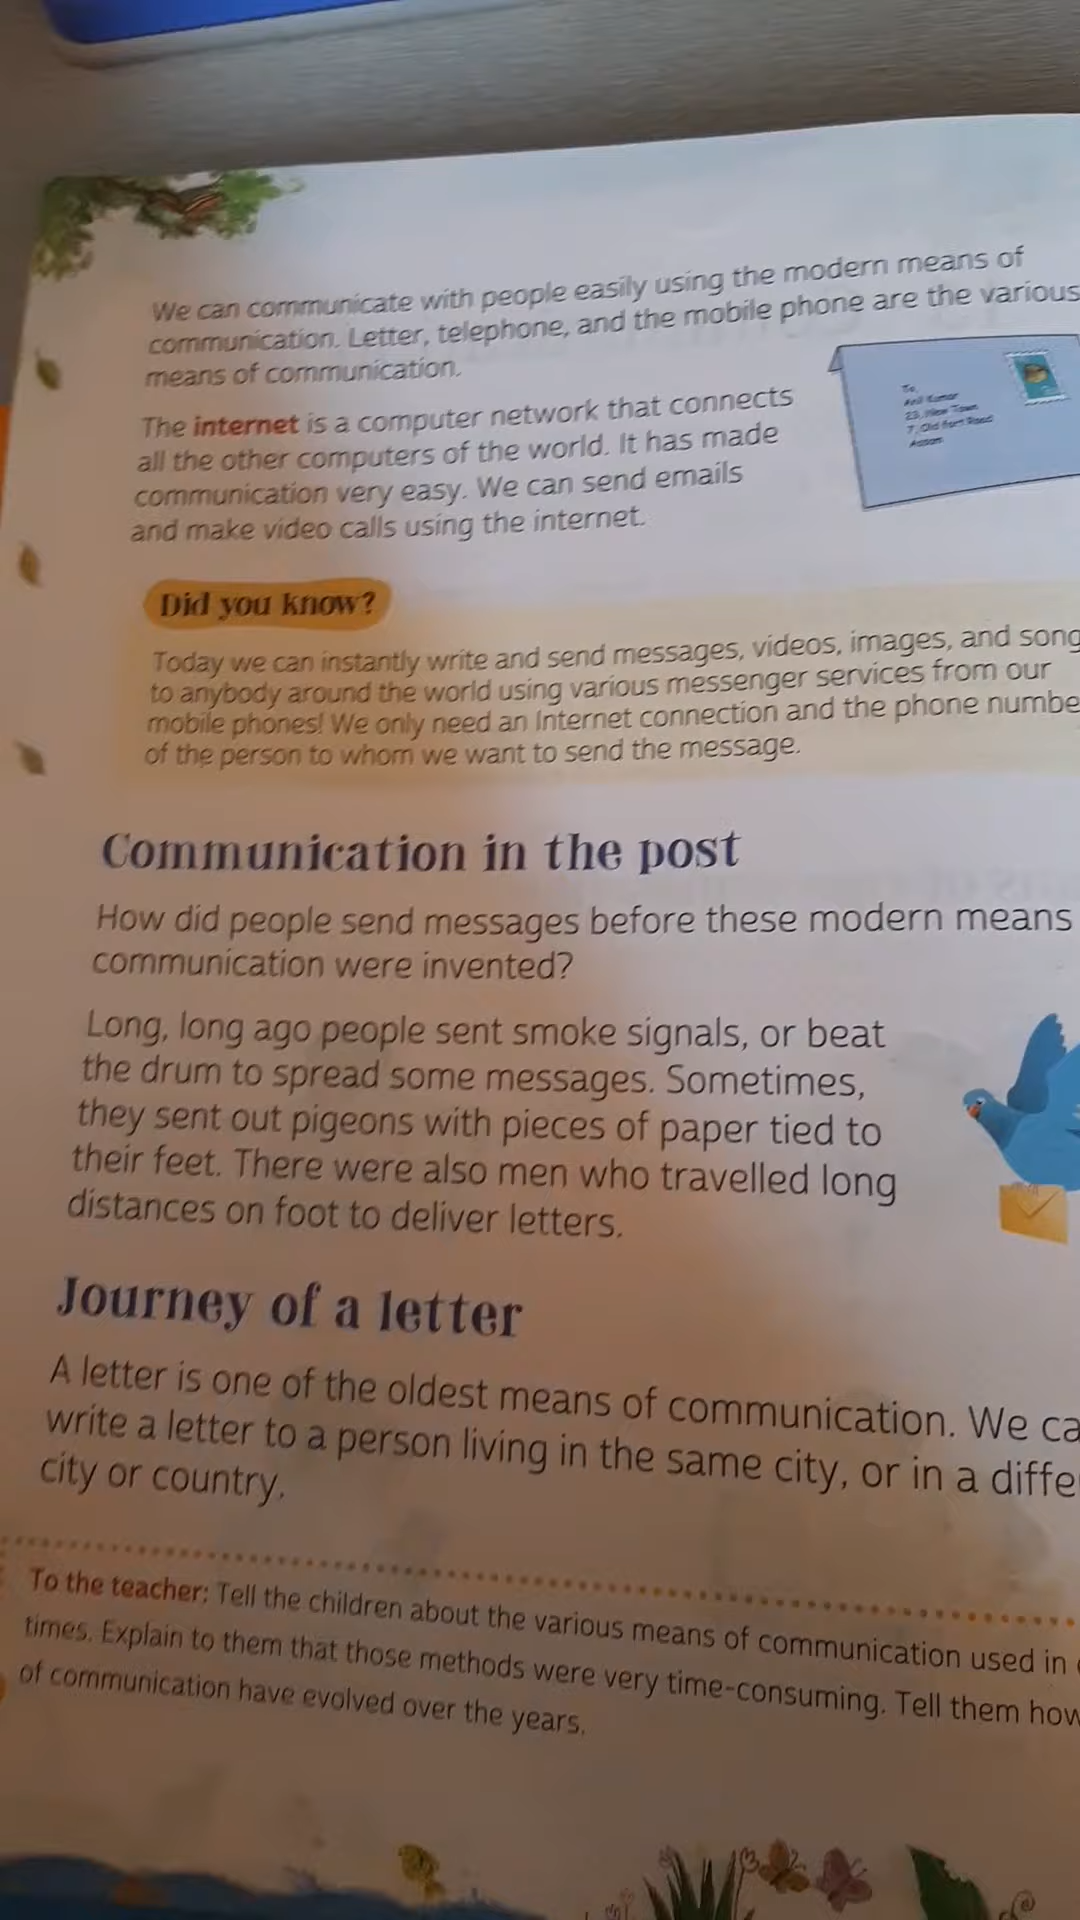 We can communicate with people easily using the modern means of
communication. Letter, telephone, and the mobile phone are the various
means of communication.
To,
Anil Kumar
23, New Town
7, Old Fort Road
Assam
The internet is a computer network that connects
all the other computers of the world. It has made
communication very easy. We can send emails
and make video calls using the internet.
Did you know?
Today we can instantly write and send messages, videos, images, and song
to anybody around the world using various messenger services from our
mobile phones! We only need an Internet connection and the phone numbe
of the person to whom we want to send the message.
Communication in the post
How did people send messages before these modern means
communication were invented?
Long, long ago people sent smoke signals, or beat
the drum to spread some messages. Sometimes,
they sent out pigeons with pieces of paper tied to
their feet. There were also men who travelled long
distances on foot to deliver letters.
Journey of a letter
A letter is one of the oldest means of communication. We ca
write a letter to a person living in the same city, or in a diffe
city or country.
To the teacher: Tell the children about the various means of communication used in
times. Explain to them that those methods were very time-consuming. Tell them how
of communication have evolved over the years.